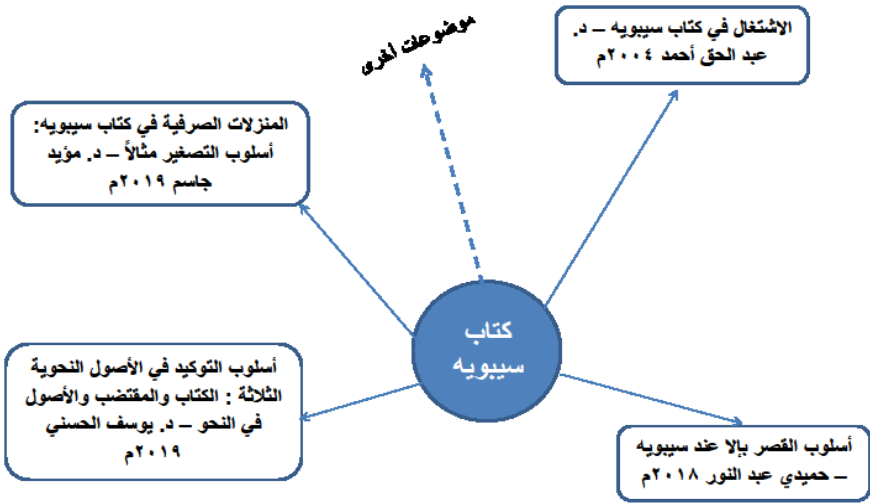 الاشتغال في كتاب سيبويه – د.
عبد الحق أحمد ٢٠٠٤م
موضوعات أخرى
المنزلات الصرفية في كتاب سيبويه:
أسلوب التصغير مثالاً – د. مؤيد
جاسم ٢٠١٩م
كتاب
سيبويه
أسلوب التوكيد في الأصول النحوية
الثلاثة : الكتاب والمقتضب والأصول
في النحو – د. يوسف الحسني
٢٠١٩م
أسلوب القصر بإلا عند سيبويه
– حميدي عبد النور ٢٠١٨م